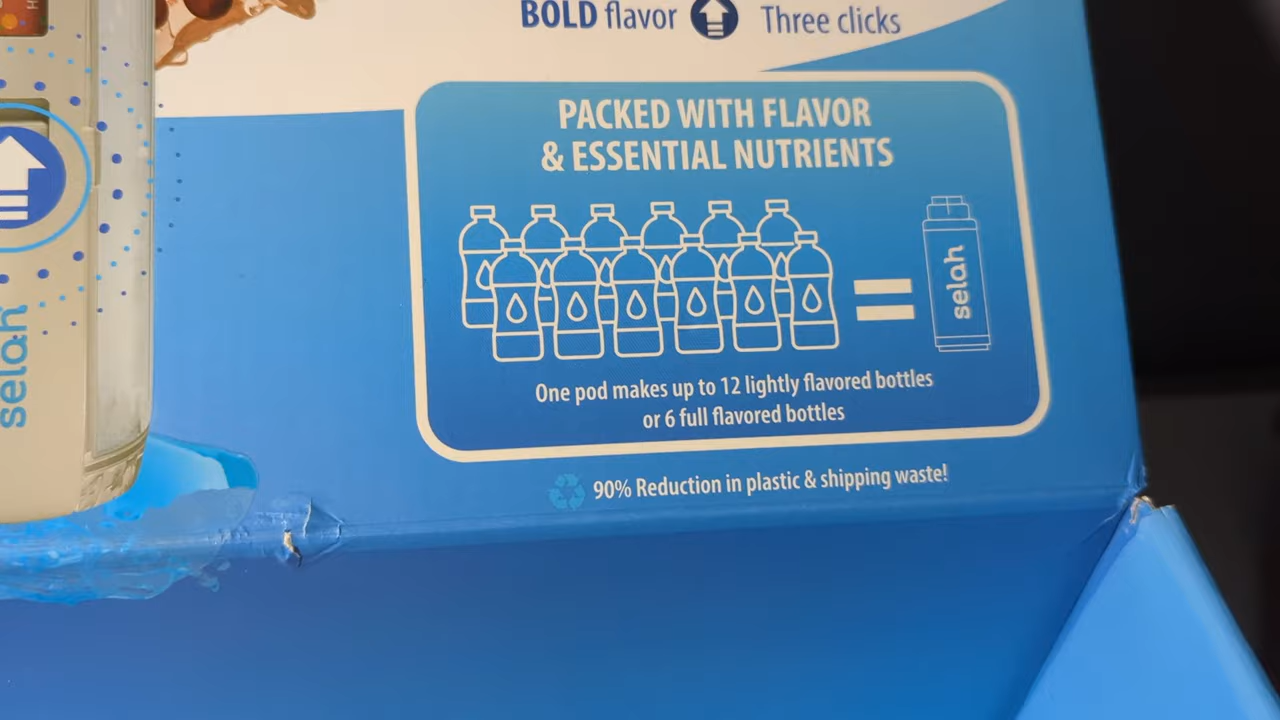 BOLD flavor Three clicks
PACKED WITH FLAVOR
& ESSENTIAL NUTRIENTS
selah
One pod makes up to 12 lightly flavored bottles
or 6 full flavored bottles
90% Reduction in plastic & shipping waste!
selah